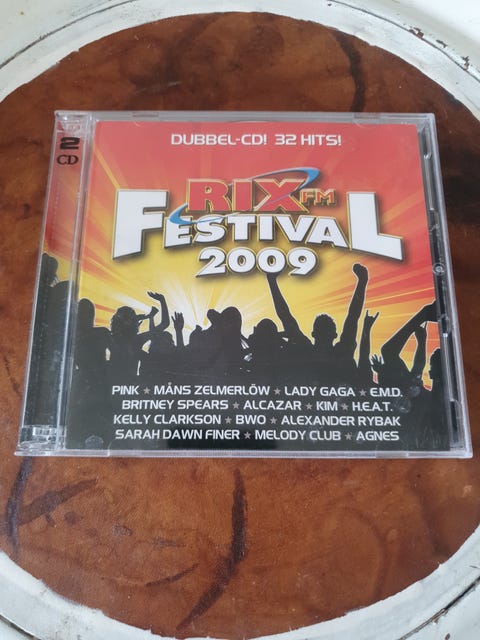 2
CD
DUBBEL-CD! 32 HITS!
RIX FM
FESTIVAL
2009
PINK ★ MÅNS ZELMERLÖW ★ LADY GAGA ★ E.M.D.
BRITNEY SPEARS ★ ALCAZAR ★ KIM ★ H.E.A.T.
KELLY CLARKSON ★ BWO ★ ALEXANDER RYBAK
SARAH DAWN FINER ★ MELODY CLUB ★ AGNES